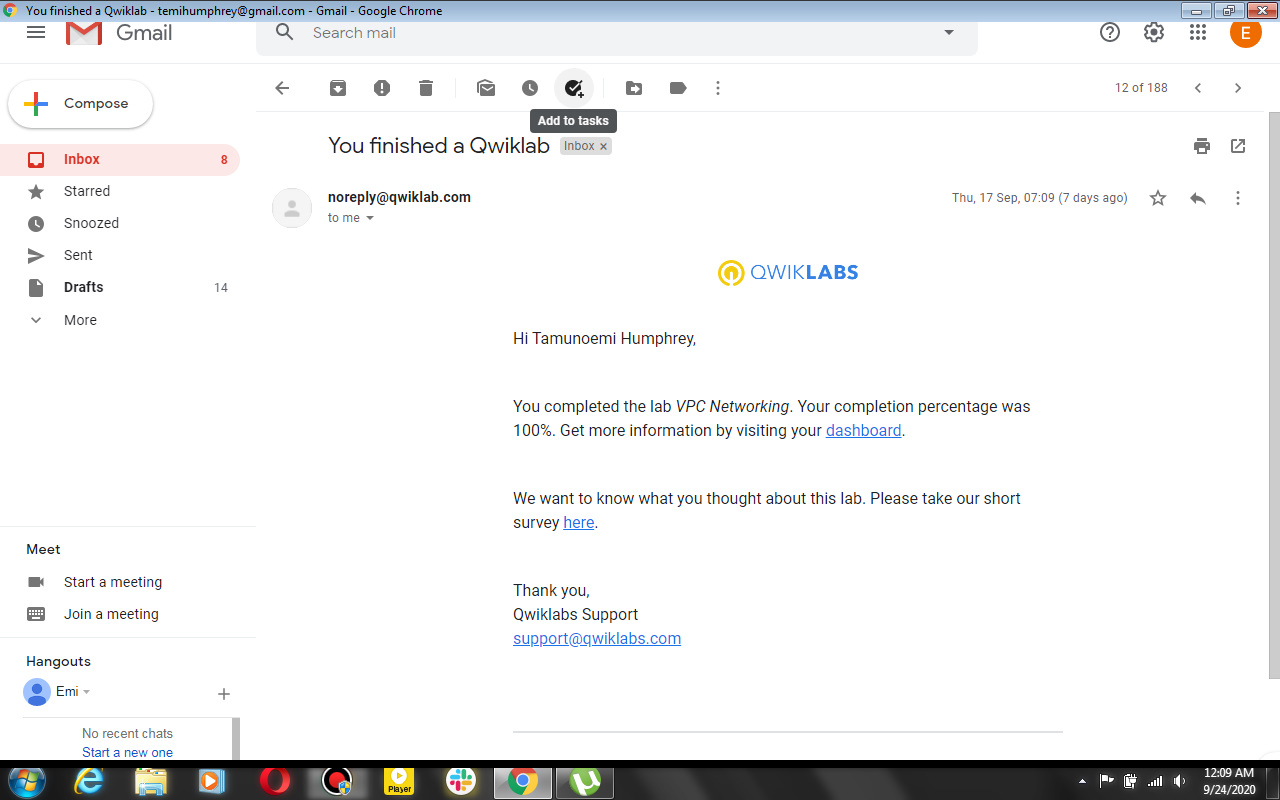 You finished a Qwiklab - temihumphrey@gmail.com - Gmail - Google Chrome
Gmail
Search mail
E
Compose
12 of 188
Add to tasks
You finished a Qwiklab Inbox ×
Inbox 8
Starred
Snoozed
Sent
Drafts 14
More
noreply@qwiklab.com
Thu, 17 Sep, 07:09 (7 days ago)
to me
QWIKLABS
Hi Tamunoemi Humphrey,
You completed the lab VPC Networking. Your completion percentage was
100%. Get more information by visiting your dashboard.
We want to know what you thought about this lab. Please take our short
survey here.
Thank you,
Qwiklabs Support
support@qwiklabs.com
Meet
Start a meeting
Join a meeting
Hangouts
Emi
No recent chats
Start a new one
Player
12:09 AM
9/24/2020